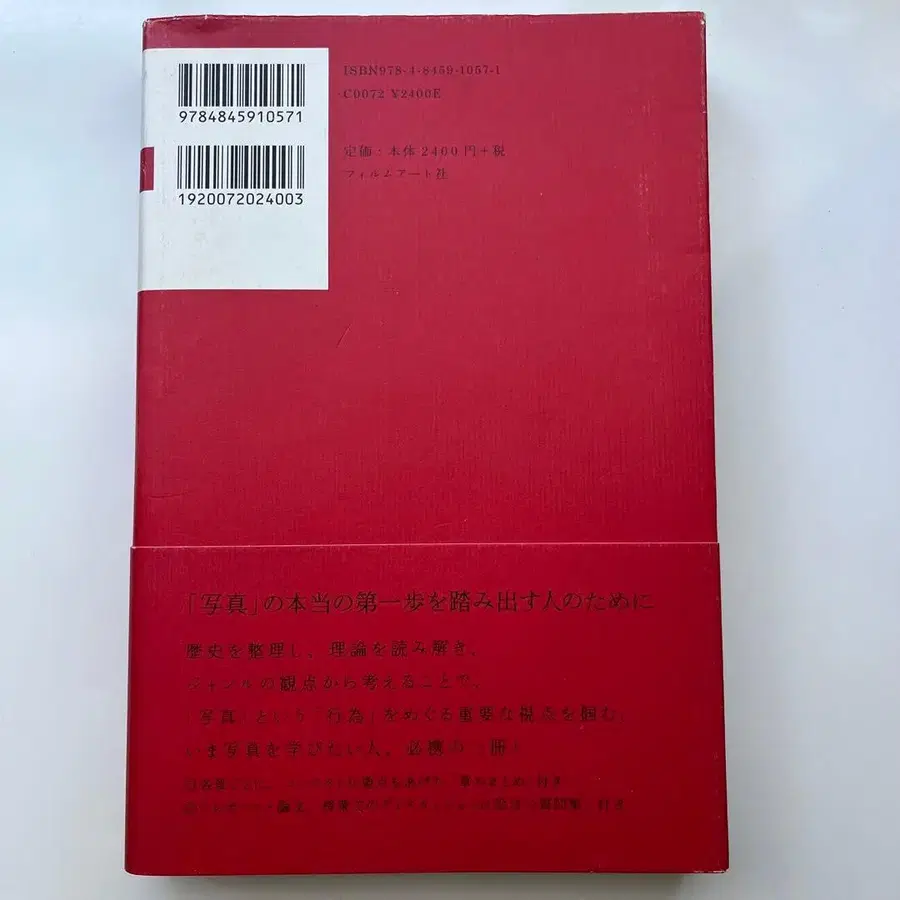 ISBN978-4-8459-1057-1
C0072 ¥2400E
9784845910571
定価：本体2400円＋税
フィルムアート社
1920072024003
「写真」の本当の第一歩を踏み出す人のために
歴史を整理し、理論を読み解き、
ジャンルの観点から考えることで、
「写真」という「行為」をめぐる重要な視点を掴む。
いま写真を学びたい人、必携の一冊！